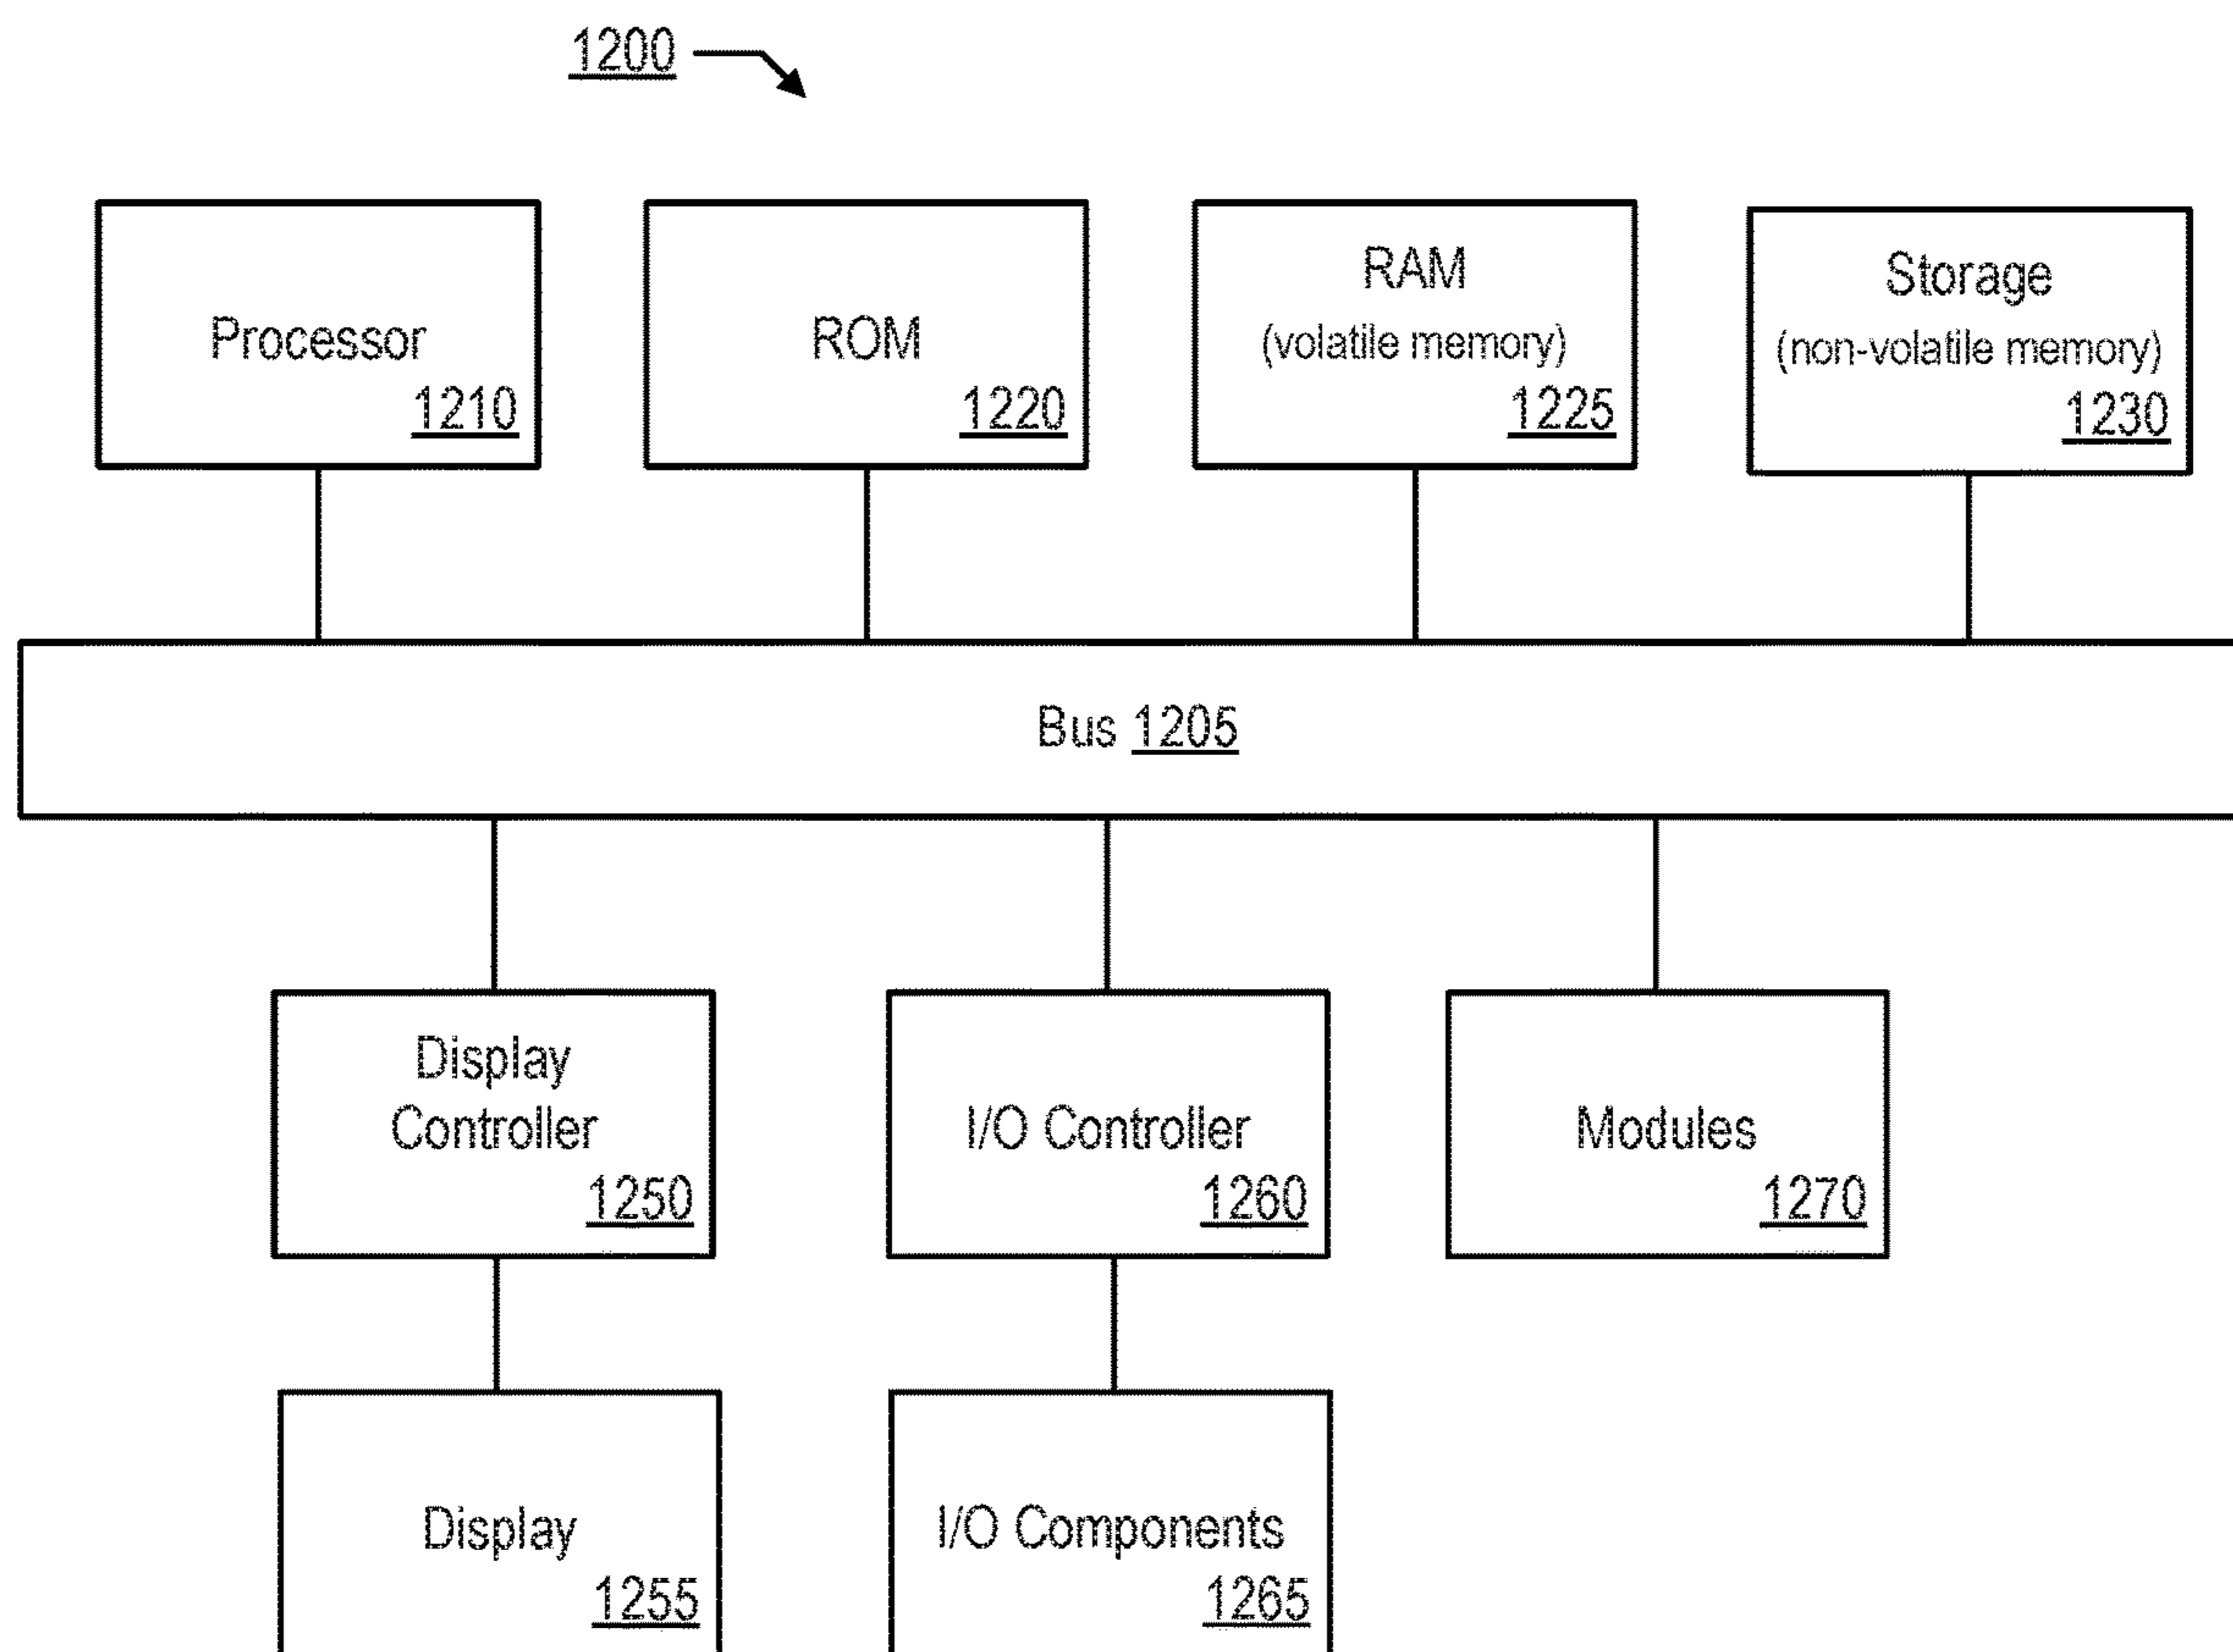 1200
Processor
1210
ROM
1220
RAM
(volatile memory)
1225
Storage
(non-volatile memory)
1230
Bus 1205
Display
Controller
1250
I/O Controller
1260
Modules
1270
Display
1255
I/O Components
1265